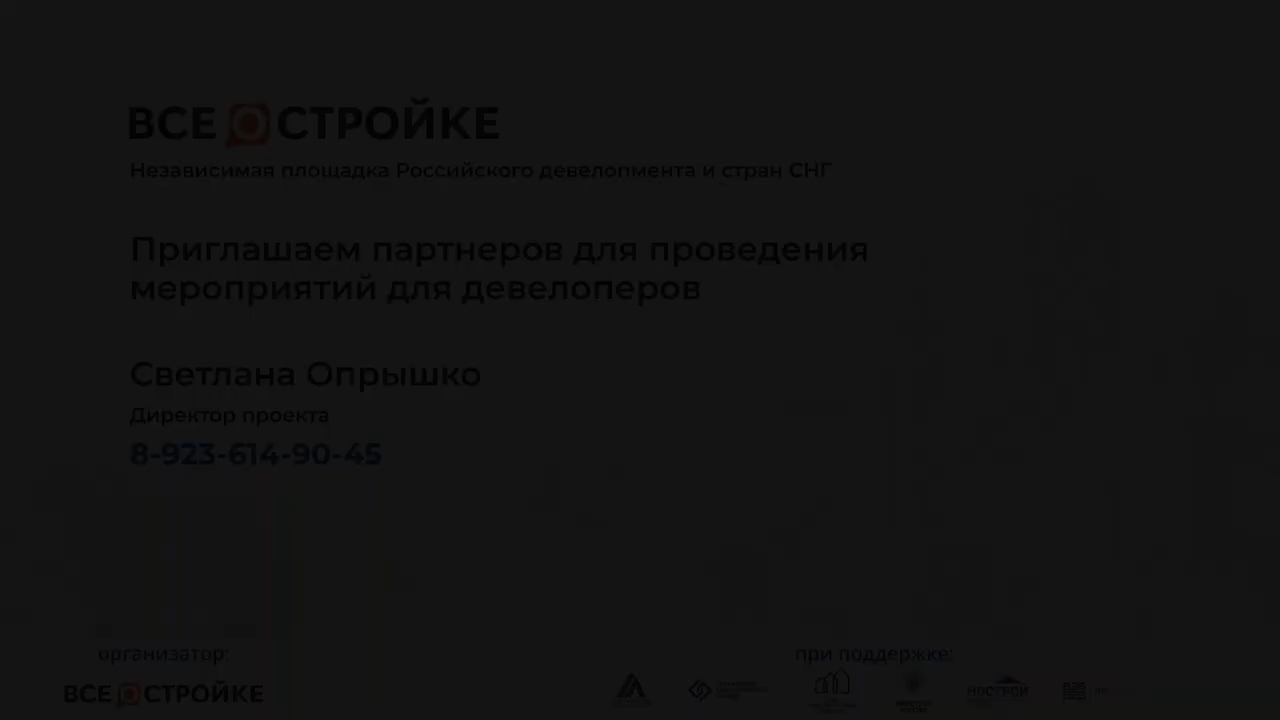 ВСЕ О СТРОЙКЕ
Независимая площадка Российского девелопмента и стран СНГ
Приглашаем партнеров для проведения
мероприятий для девелоперов
Светлана Опрышко
Директор проекта
8-923-614-90-45
организатор:
при поддержке:
ВСЕ О СТРОЙКЕ
НОСТРОЙ